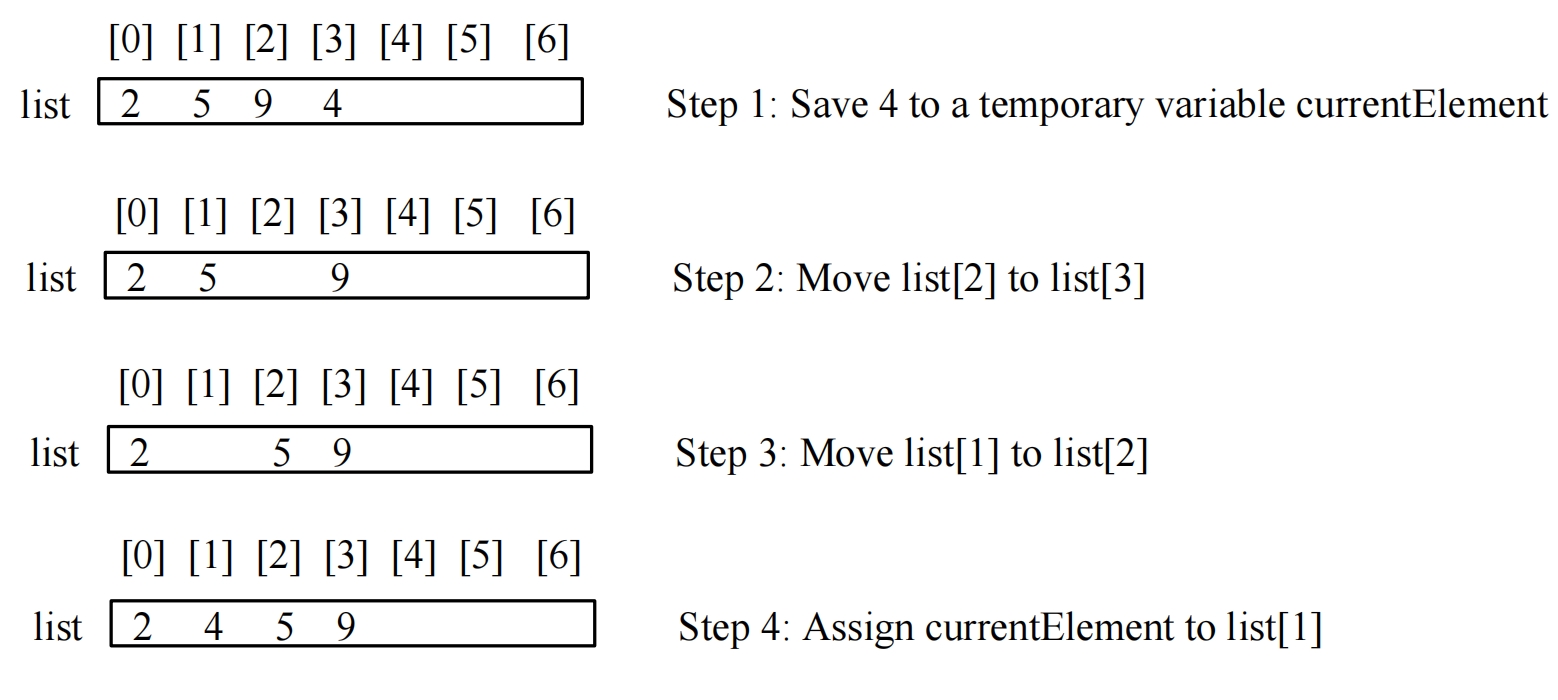 [0] [1] [2] [3] [4] [5] [6]
list 2 5 9 4 Step 1: Save 4 to a temporary variable currentElement
[0] [1] [2] [3] [4] [5] [6]
list 2 5 9 Step 2: Move list[2] to list[3]
[0] [1] [2] [3] [4] [5] [6]
list 2 5 9 Step 3: Move list[1] to list[2]
[0] [1] [2] [3] [4] [5] [6]
list 2 4 5 9 Step 4: Assign currentElement to list[1]